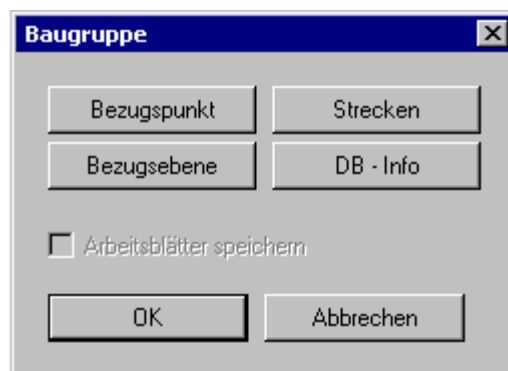 Baugruppe
Bezugspunkt Strecken
Bezugsebene DB - Info
Arbeitsblätter speichern
OK Abbrechen